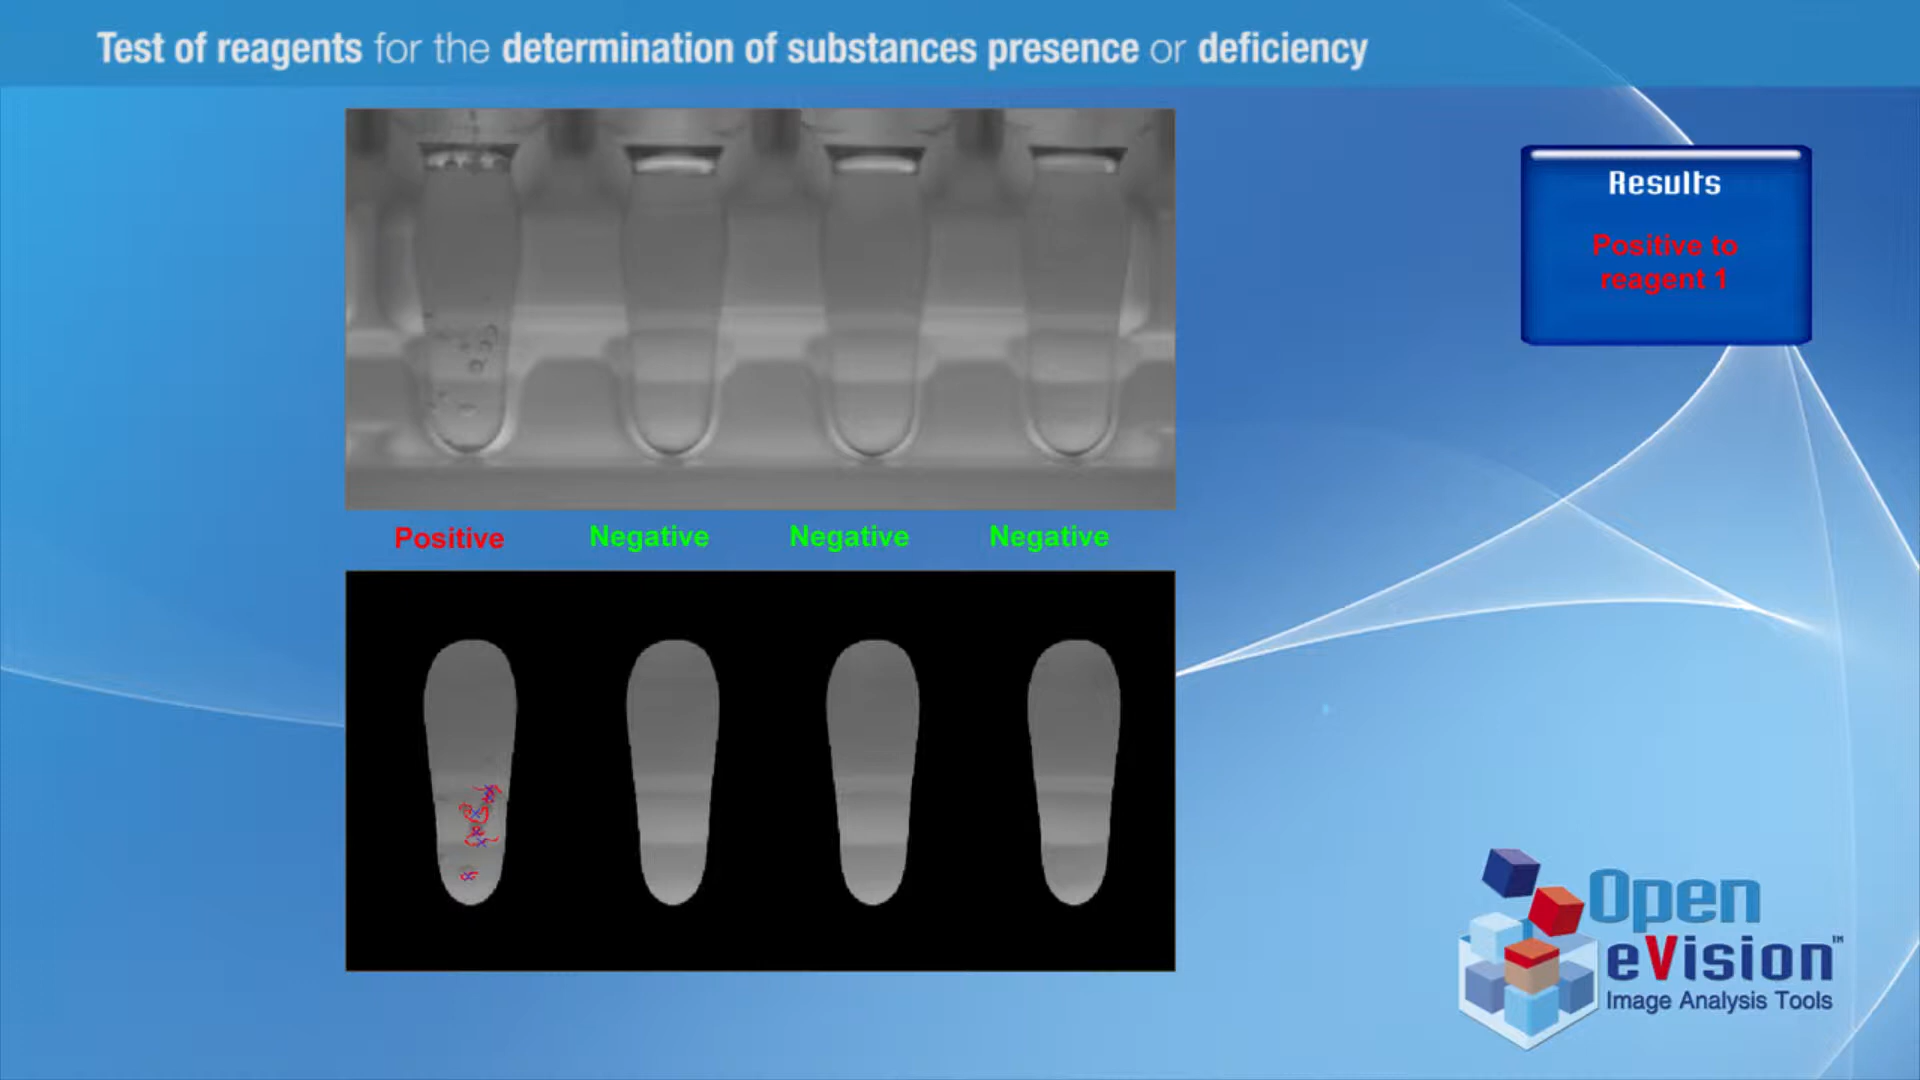 Test of reagents for the determination of substances presence or deficiency
Results
Positive to
reagent 1
Positive Negative Negative Negative
Open
eVision™
Image Analysis Tools